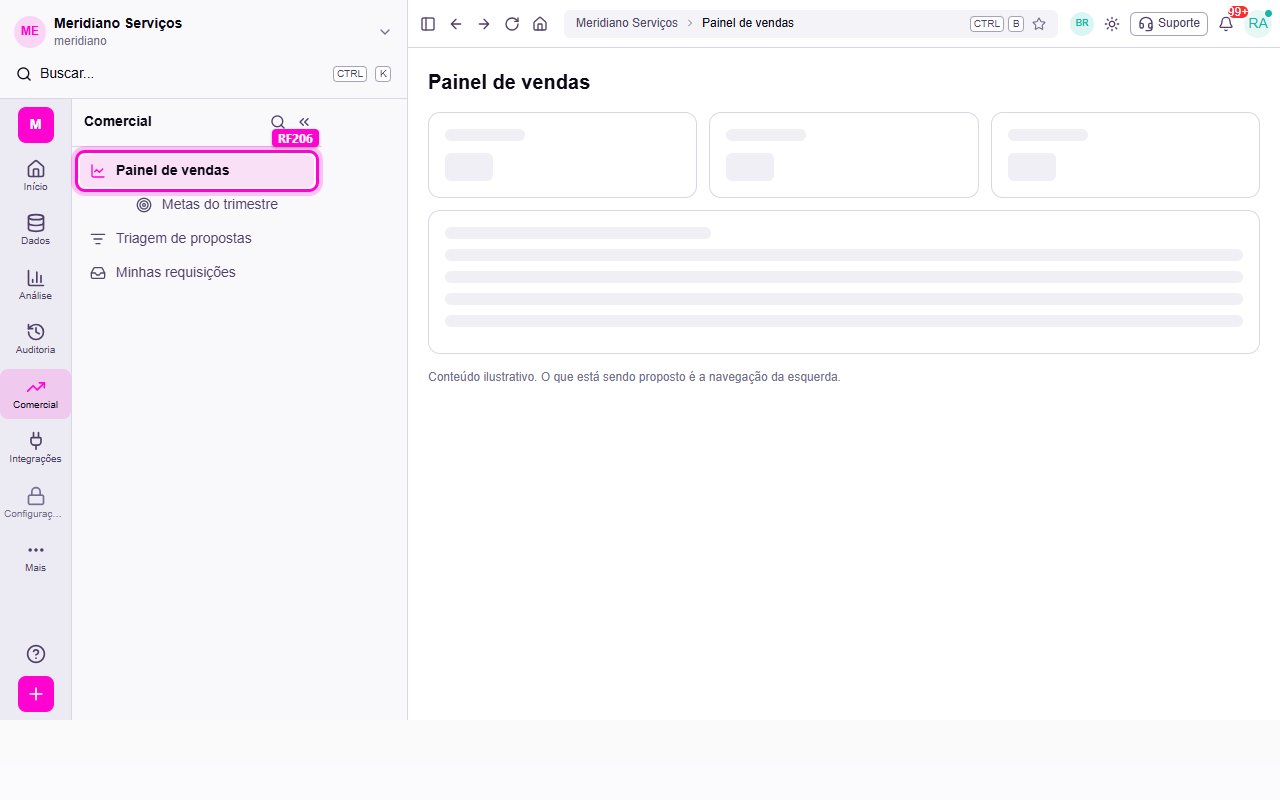 ME
Meridiano Serviços
meridiano
Buscar...
CTRL K
M
Início
Dados
Análise
Auditoria
Comercial
Integrações
Configuraç...
Mais
Comercial
RF206
Painel de vendas
Metas do trimestre
Triagem de propostas
Minhas requisições
Meridiano Serviços > Painel de vendas
CTRL B
BR
Suporte
99+
RA
Painel de vendas
Conteúdo ilustrativo. O que está sendo proposto é a navegação da esquerda.